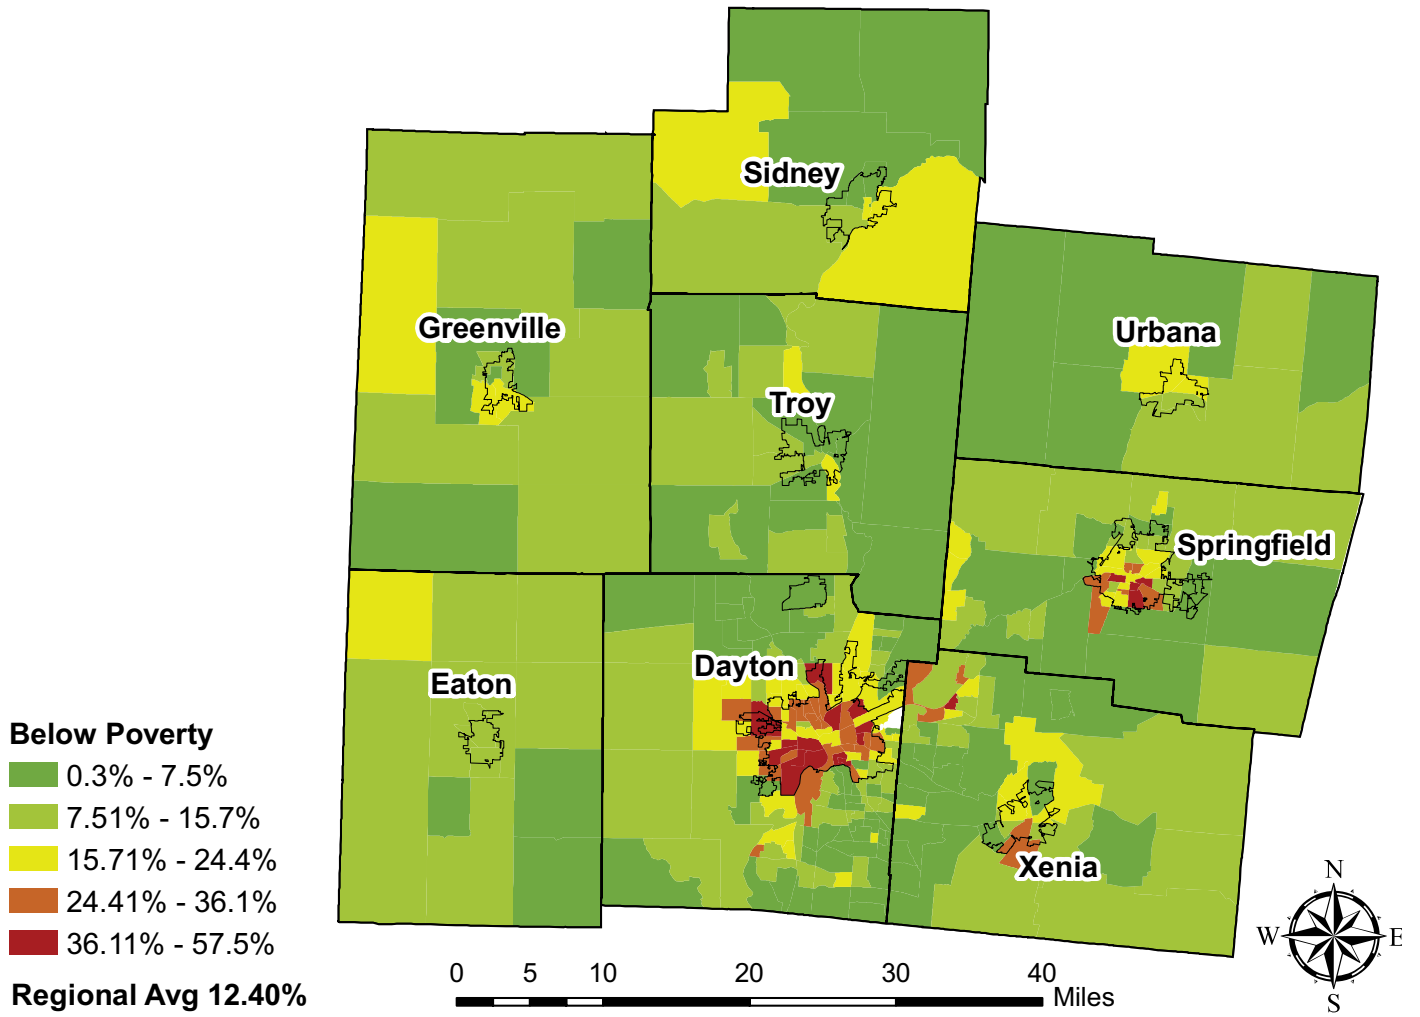 Sidney
Greenville
Urbana
Troy
Springfield
Dayton
Eaton
Xenia
Below Poverty
0.3% - 7.5%
7.51% - 15.7%
15.71% - 24.4%
24.41% - 36.1%
36.11% - 57.5%
Regional Avg 12.40%
0 5 10 20 30 40
Miles
N
W E
S